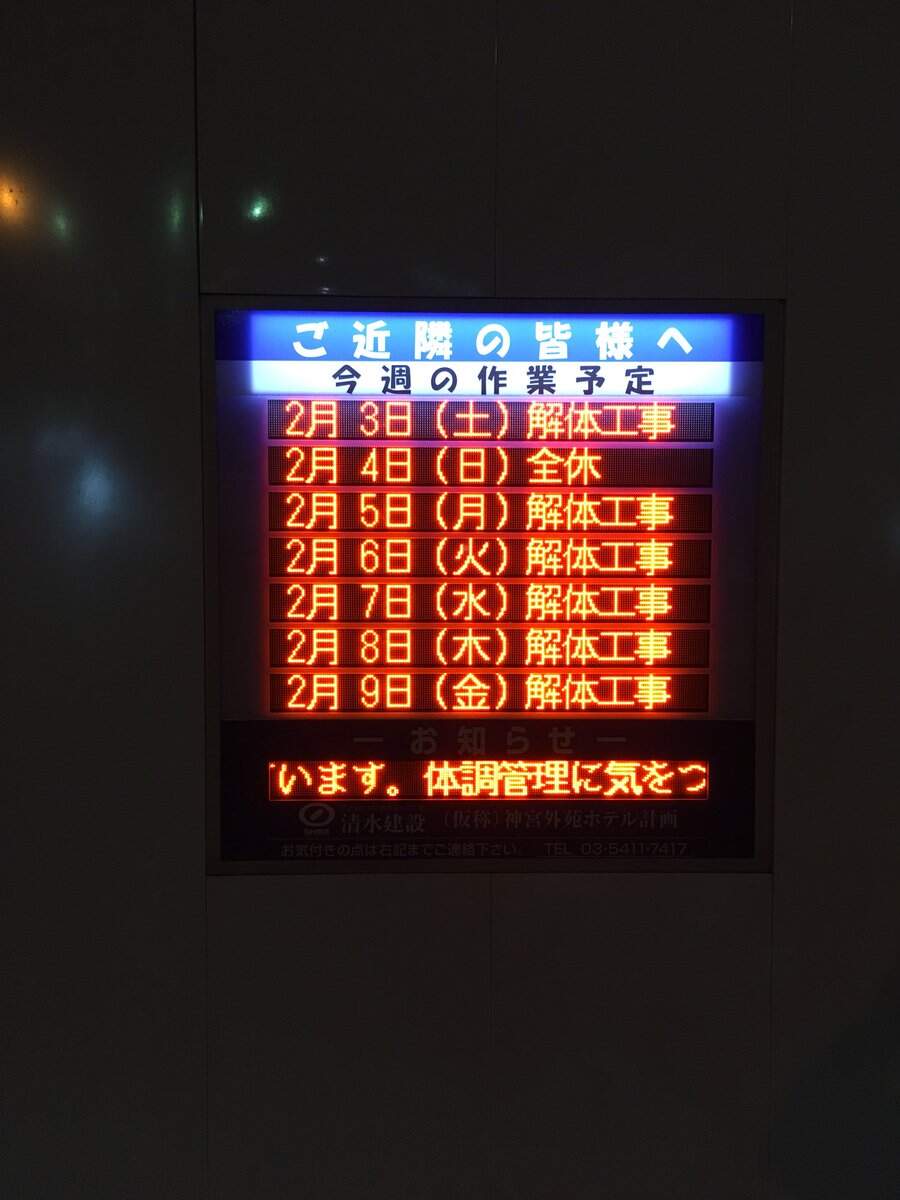 ご近隣の皆様へ
今週の作業予定
2月 3日(土)解体工事
2月 4日(日)全休
2月 5日(月)解体工事
2月 6日(火)解体工事
2月 7日(水)解体工事
2月 8日(木)解体工事
2月 9日(金)解体工事
ーお知らせー
います。体調管理に気をつ
清水建設 (仮称)神宮外苑ホテル計画
お気付きの点は右記までご連絡下さい。 TEL 03-5411-7417